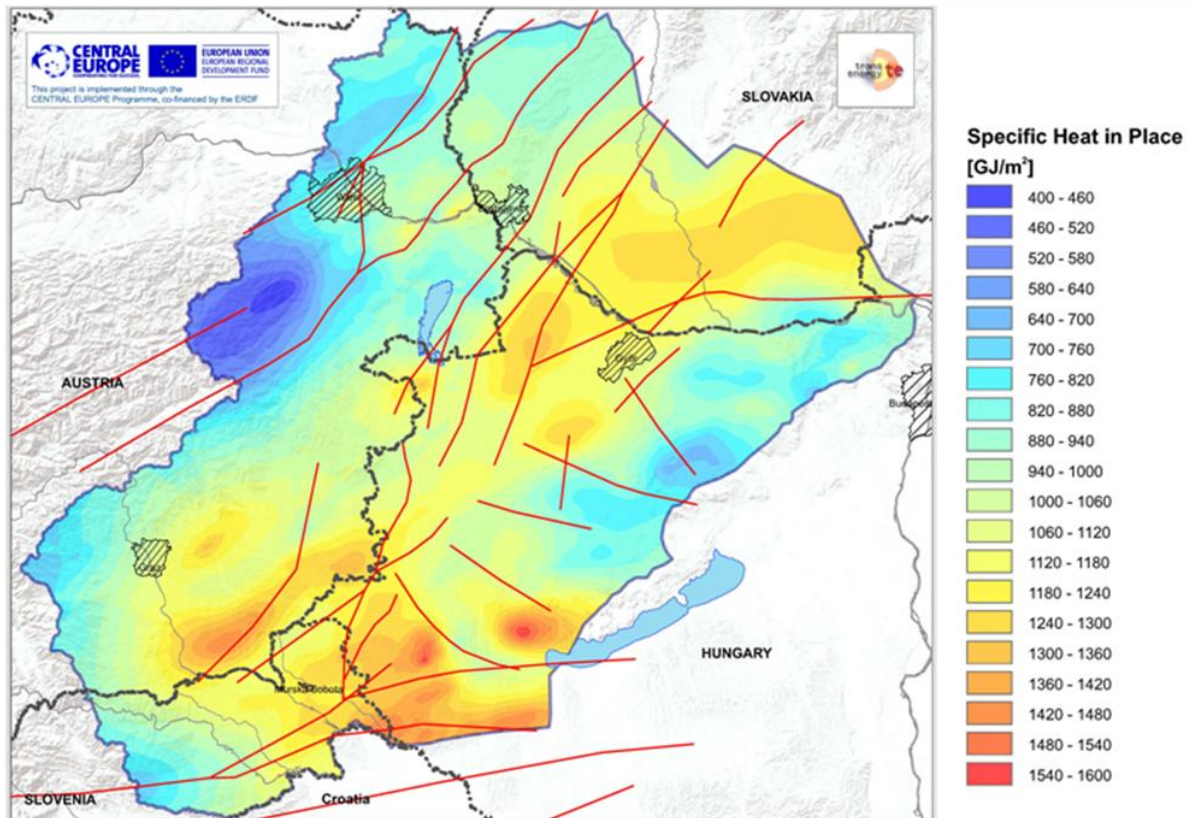 CENTRAL
EUROPE
COOPERATING FOR SUCCESS.
EUROPEAN UNION
EUROPEAN REGIONAL
DEVELOPMENT FUND
This project is implemented through the
CENTRAL EUROPE Programme, co-financed by the ERDF
trans
energy
te
SLOVAKIA
AUSTRIA
Murska Sobota
HUNGARY
SLOVENIA
Croatia
Specific Heat in Place
[GJ/m²]
400 - 460
460 - 520
520 - 580
580 - 640
640 - 700
700 - 760
760 - 820
820 - 880
880 - 940
940 - 1000
1000 - 1060
1060 - 1120
1120 - 1180
1180 - 1240
1240 - 1300
1300 - 1360
1360 - 1420
1420 - 1480
1480 - 1540
1540 - 1600